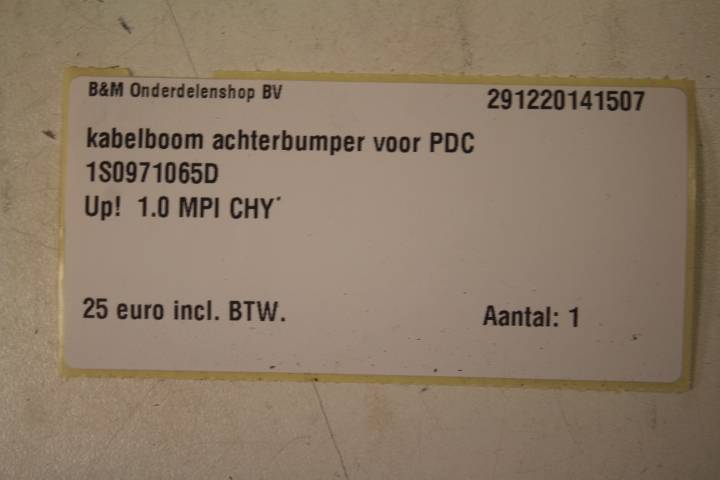 B&M Onderdelenshop BV 291220141507
kabelboom achterbumper voor PDC
1S0971065D
Up! 1.0 MPI CHY*
25 euro incl. BTW. Aantal: 1